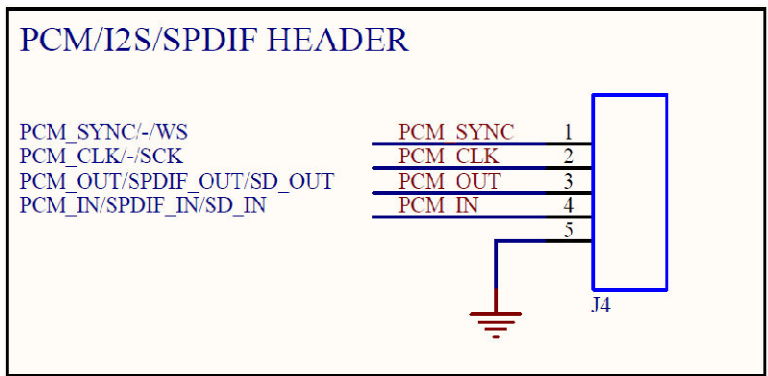 PCM/I2S/SPDIF HEADER
PCM_SYNC/-/WS PCM_SYNC 1
PCM_CLK/-/SCK PCM_CLK 2
PCM_OUT/SPDIF_OUT/SD_OUT PCM_OUT 3
PCM_IN/SPDIF_IN/SD_IN PCM_IN 4
5
J4